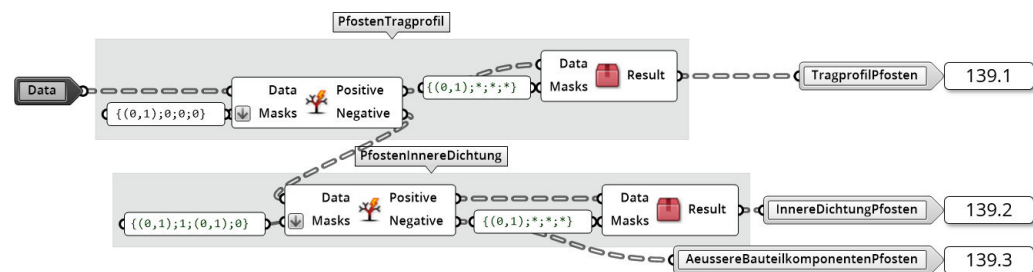 PfostenTragprofil
Data
{(0,1);0;0;0}
Data
Masks
Positive
Negative
{(0,1);*;*;*}
Data
Masks
Result
TragprofilPfosten
139.1
PfostenInnereDichtung
{(0,1);1;(0,1);0}
Data
Masks
Positive
Negative
{(0,1);*;*;*}
Data
Masks
Result
InnereDichtungPfosten
139.2
AeussereBauteilkomponentenPfosten
139.3